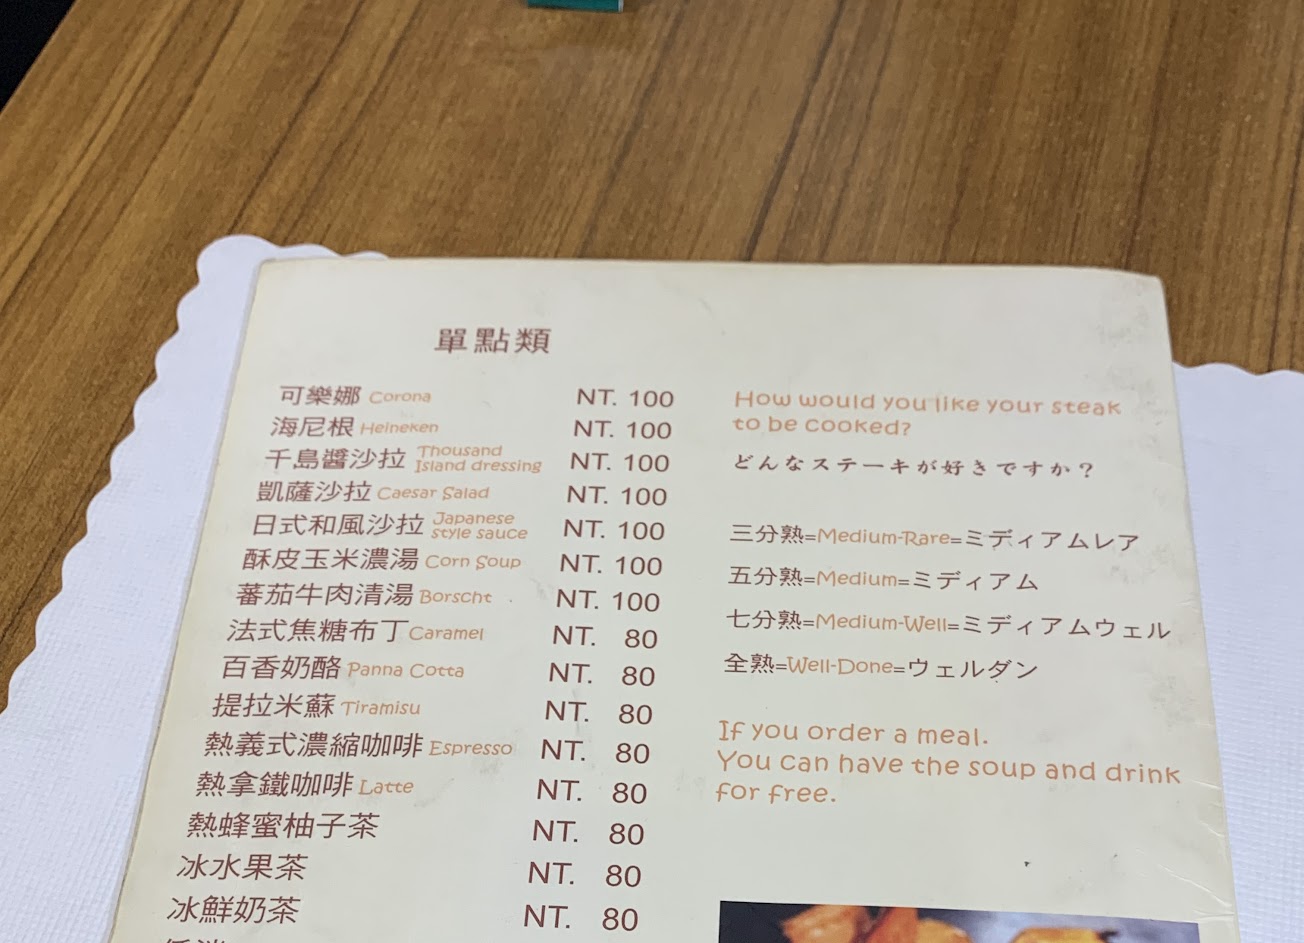 單點類
可樂娜 Corona NT. 100
海尼根 Heineken NT. 100
千島醬沙拉 Thousand Island dressing NT. 100
凱薩沙拉 Caesar Salad NT. 100
日式和風沙拉 Japanese style sauce NT. 100
酥皮玉米濃湯 Corn Soup NT. 100
蕃茄牛肉清湯 Borscht NT. 100
法式焦糖布丁 Caramel NT. 80
百香奶酪 Panna Cotta NT. 80
提拉米蘇 Tiramisu NT. 80
熱義式濃縮咖啡 Espresso NT. 80
熱拿鐵咖啡 Latte NT. 80
熱蜂蜜柚子茶 NT. 80
冰水果茶 NT. 80
冰鮮奶茶 NT. 80
How would you like your steak
to be cooked?
どんなステーキが好きですか？
三分熟=Medium-Rare=ミディアムレア
五分熟=Medium=ミディアム
七分熟=Medium-Well=ミディアムウェル
全熟=Well-Done=ウェルダン
If you order a meal.
You can have the soup and drink
for free.